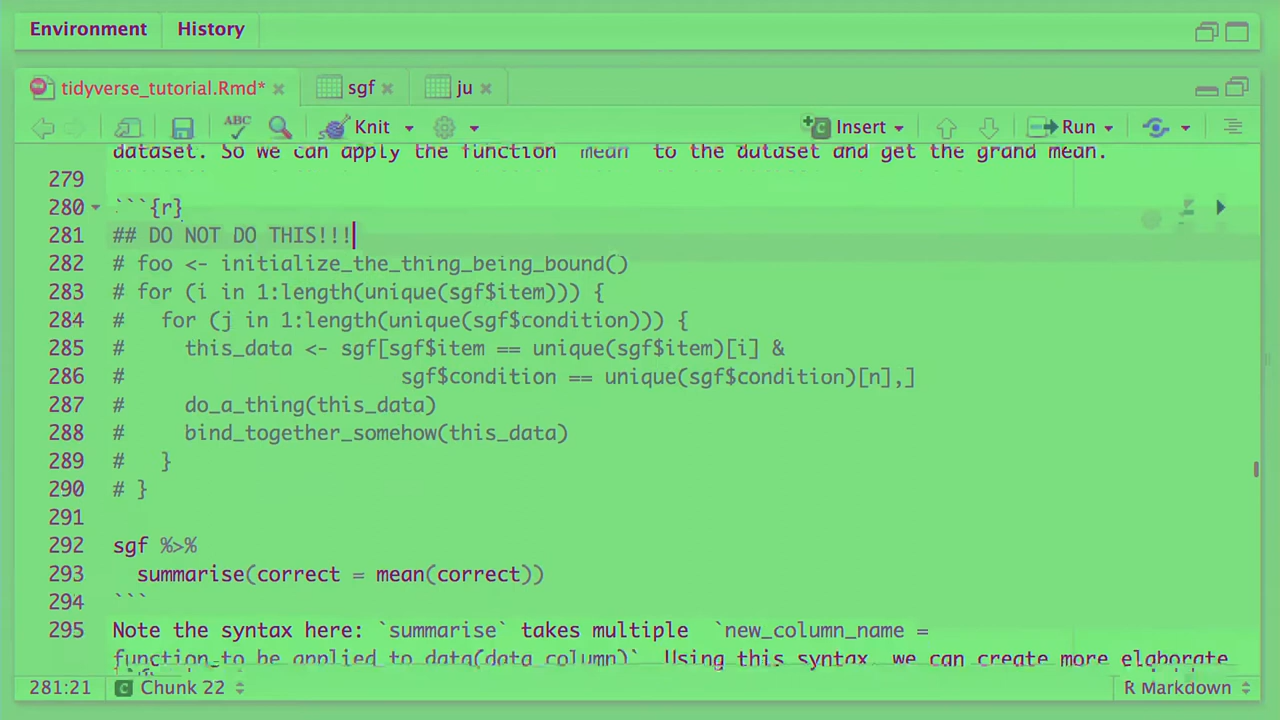 Environment History
tidyverse_tutorial.Rmd* sgf ju
ABC Knit Insert Run
dataset. So we can apply the function `mean` to the dataset and get the grand mean.
279
280 ```{r}
281 ## DO NOT DO THIS!!!
282 # foo <- initialize_the_thing_being_bound()
283 # for (i in 1:length(unique(sgf$item))) {
284 #   for (j in 1:length(unique(sgf$condition))) {
285 #     this_data <- sgf[sgf$item == unique(sgf$item)[i] &
286 #                       sgf$condition == unique(sgf$condition)[n],]
287 #     do_a_thing(this_data)
288 #     bind_together_somehow(this_data)
289 #   }
290 # }
291
292 sgf %>%
293   summarise(correct = mean(correct))
294 ```
295 Note the syntax here: `summarise` takes multiple `new_column_name =
function_to_be_applied_to_data(data_column)`. Using this syntax, we can create more elaborate
281:21 Chunk 22 R Markdown